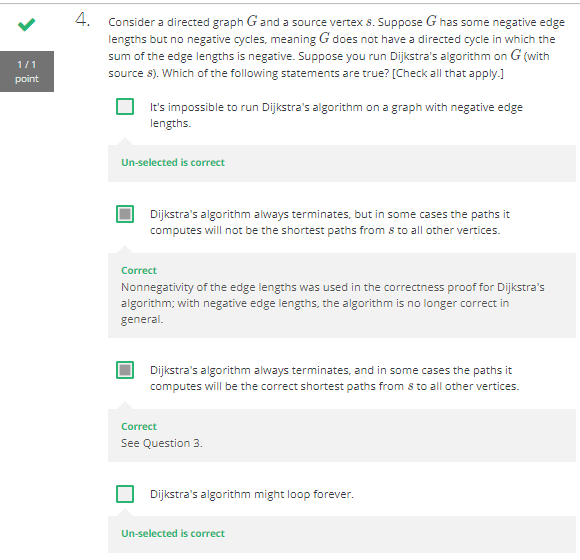 4. Consider a directed graph G and a source vertex s. Suppose G has some negative edge
lengths but no negative cycles, meaning G does not have a directed cycle in which the
sum of the edge lengths is negative. Suppose you run Dijkstra's algorithm on G (with
source s). Which of the following statements are true? [Check all that apply.]
1 / 1
point
It's impossible to run Dijkstra's algorithm on a graph with negative edge
lengths.
Un-selected is correct
Dijkstra's algorithm always terminates, but in some cases the paths it
computes will not be the shortest paths from s to all other vertices.
Correct
Nonnegativity of the edge lengths was used in the correctness proof for Dijkstra's
algorithm; with negative edge lengths, the algorithm is no longer correct in
general.
Dijkstra's algorithm always terminates, and in some cases the paths it
computes will be the correct shortest paths from s to all other vertices.
Correct
See Question 3.
Dijkstra's algorithm might loop forever.
Un-selected is correct